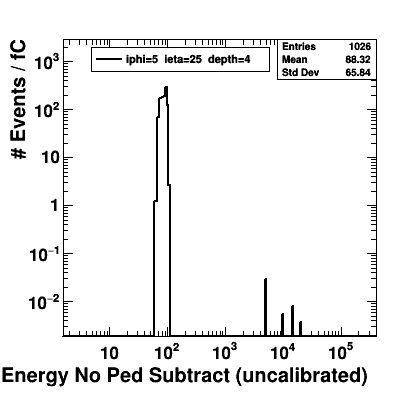 # Events / fC
iphi=5 ieta=25 depth=4
Entries 1026
Mean 88.32
Std Dev 65.84
10³
10²
10
1
10⁻¹
10⁻²
10 10² 10³ 10⁴ 10⁵
Energy No Ped Subtract (uncalibrated)